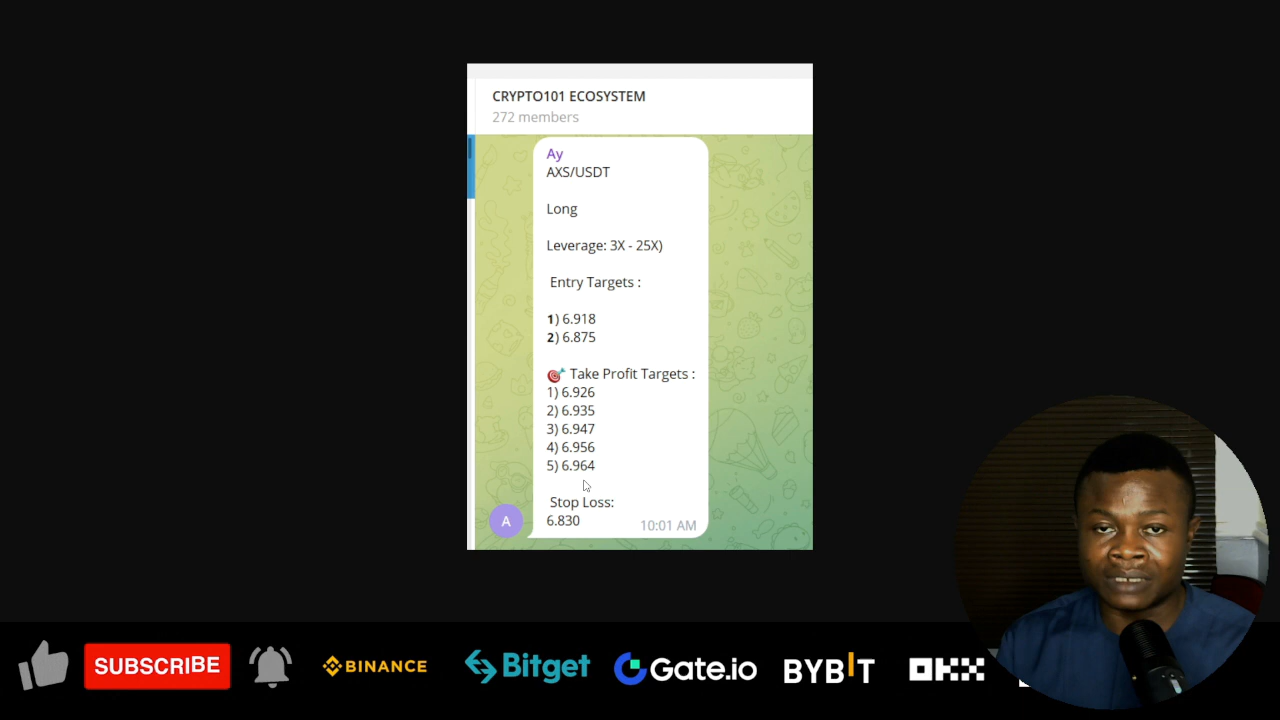 CRYPTO101 ECOSYSTEM
272 members
Ay
AXS/USDT
Long
Leverage: 3X - 25X)
Entry Targets :
1) 6.918
2) 6.875
🎯 Take Profit Targets :
1) 6.926
2) 6.935
3) 6.947
4) 6.956
5) 6.964
Stop Loss:
6.830
A
10:01 AM
SUBSCRIBE
BINANCE
Bitget
Gate.io
BYBIT
OKX